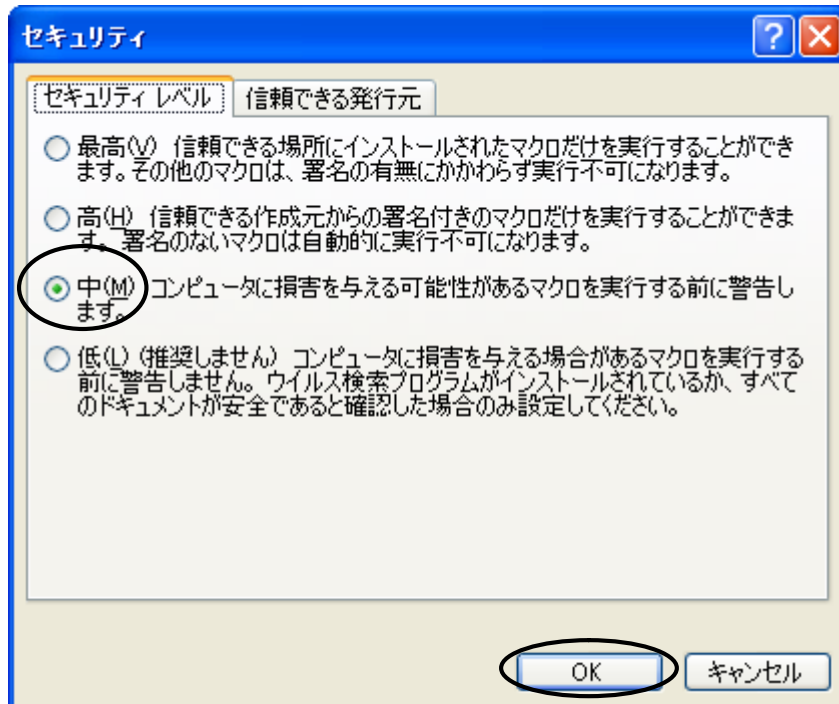 セキュリティ
セキュリティ レベル
信頼できる発行元
最高(V) 信頼できる場所にインストールされたマクロだけを実行することができ
ます。その他のマクロは、署名の有無にかかわらず実行不可になります。
高(H) 信頼できる作成元からの署名付きのマクロだけを実行することができま
す。 署名のないマクロは自動的に実行不可になります。
中(M) コンピュータに損害を与える可能性があるマクロを実行する前に警告し
ます。
低(L) (推奨しません) コンピュータに損害を与える場合があるマクロを実行する
前に警告しません。ウイルス検索プログラムがインストールされているか、すべて
のドキュメントが安全であると確認した場合のみ設定してください。
OK
キャンセル